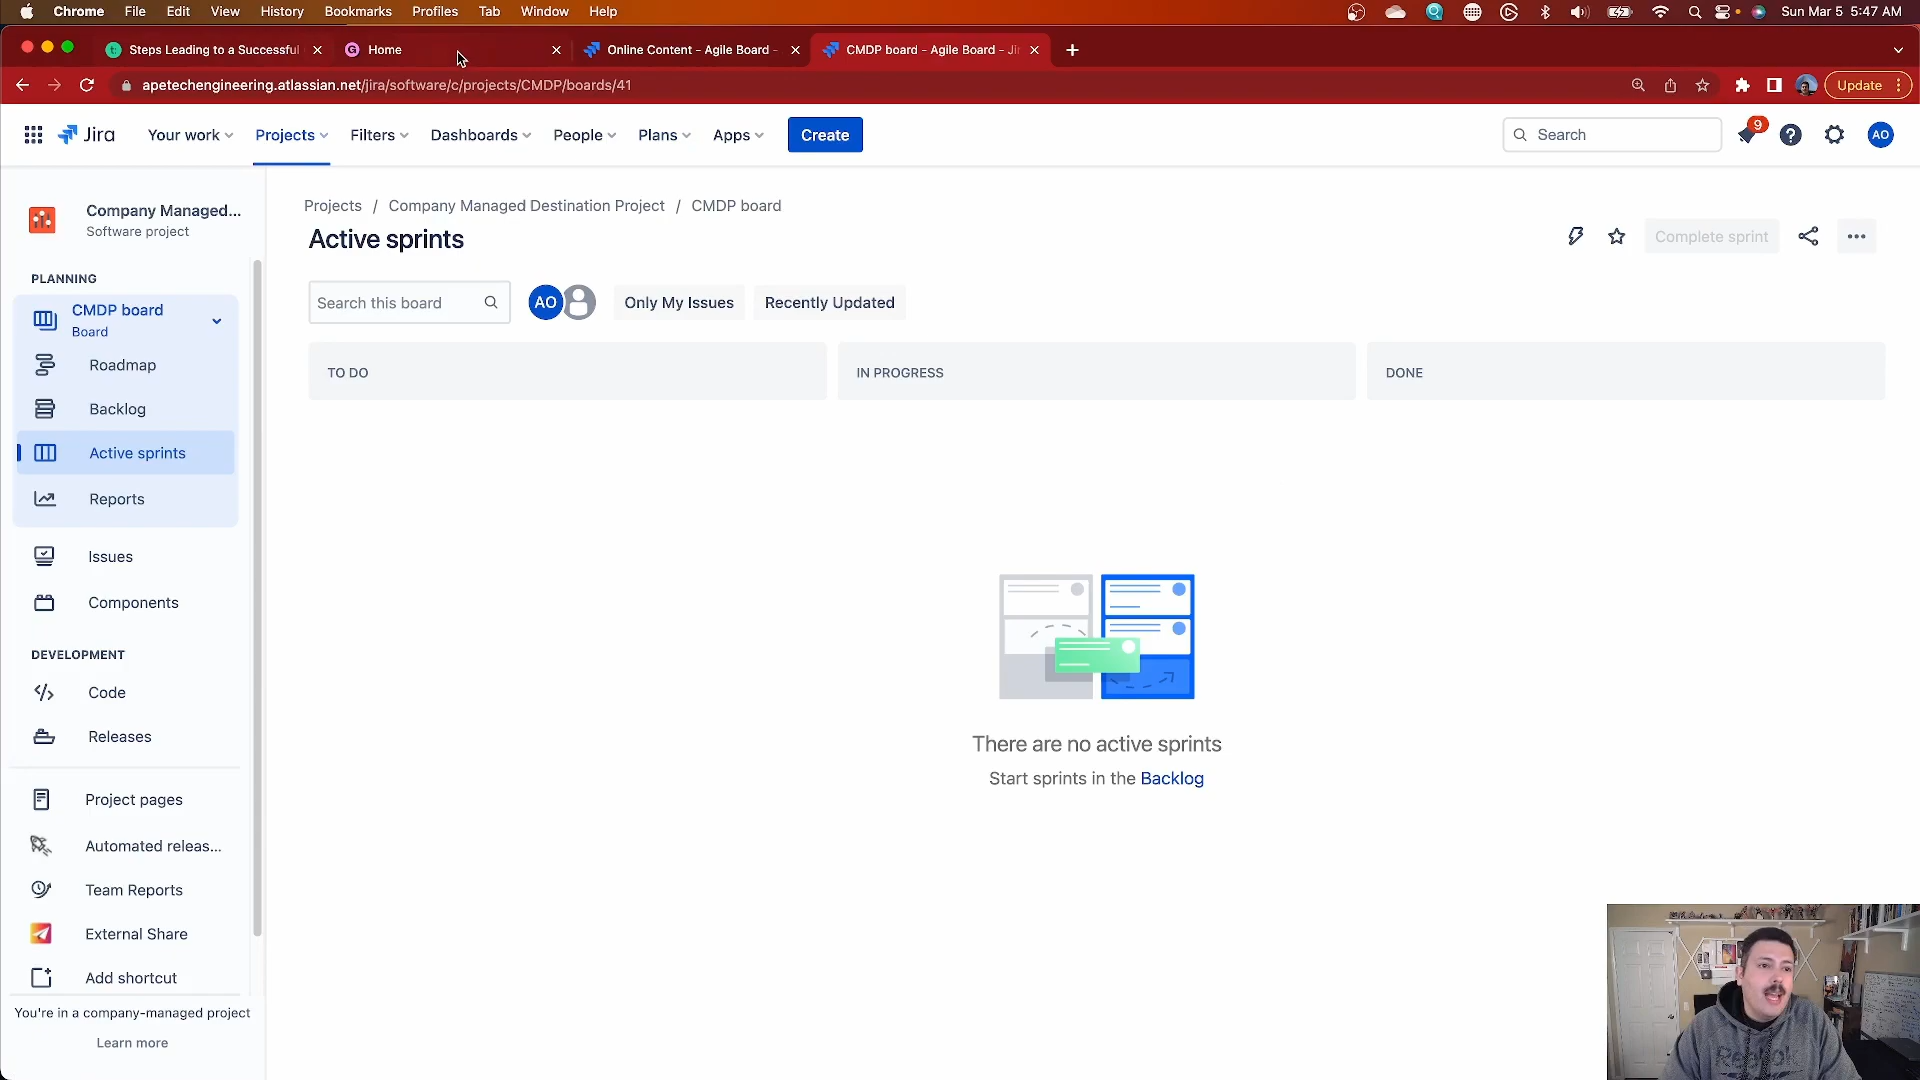 Chrome File Edit View History Bookmarks Profiles Tab Window Help Sun Mar 5 5:47 AM
Steps Leading to a Successful
Home
Online Content - Agile Board -
CMDP board - Agile Board - Jir
apetechengineering.atlassian.net/jira/software/c/projects/CMDP/boards/41
Update
Jira Your work Projects Filters Dashboards People Plans Apps Create Search 9 AO
Company Managed...
Software project
PLANNING
CMDP board
Board
Roadmap
Backlog
Active sprints
Reports
Issues
Components
DEVELOPMENT
Code
Releases
Project pages
Automated releas...
Team Reports
External Share
Add shortcut
You're in a company-managed project
Learn more
Projects / Company Managed Destination Project / CMDP board
Active sprints
Complete sprint
Search this board AO Only My Issues Recently Updated
TO DO IN PROGRESS DONE
There are no active sprints
Start sprints in the Backlog
Reebok